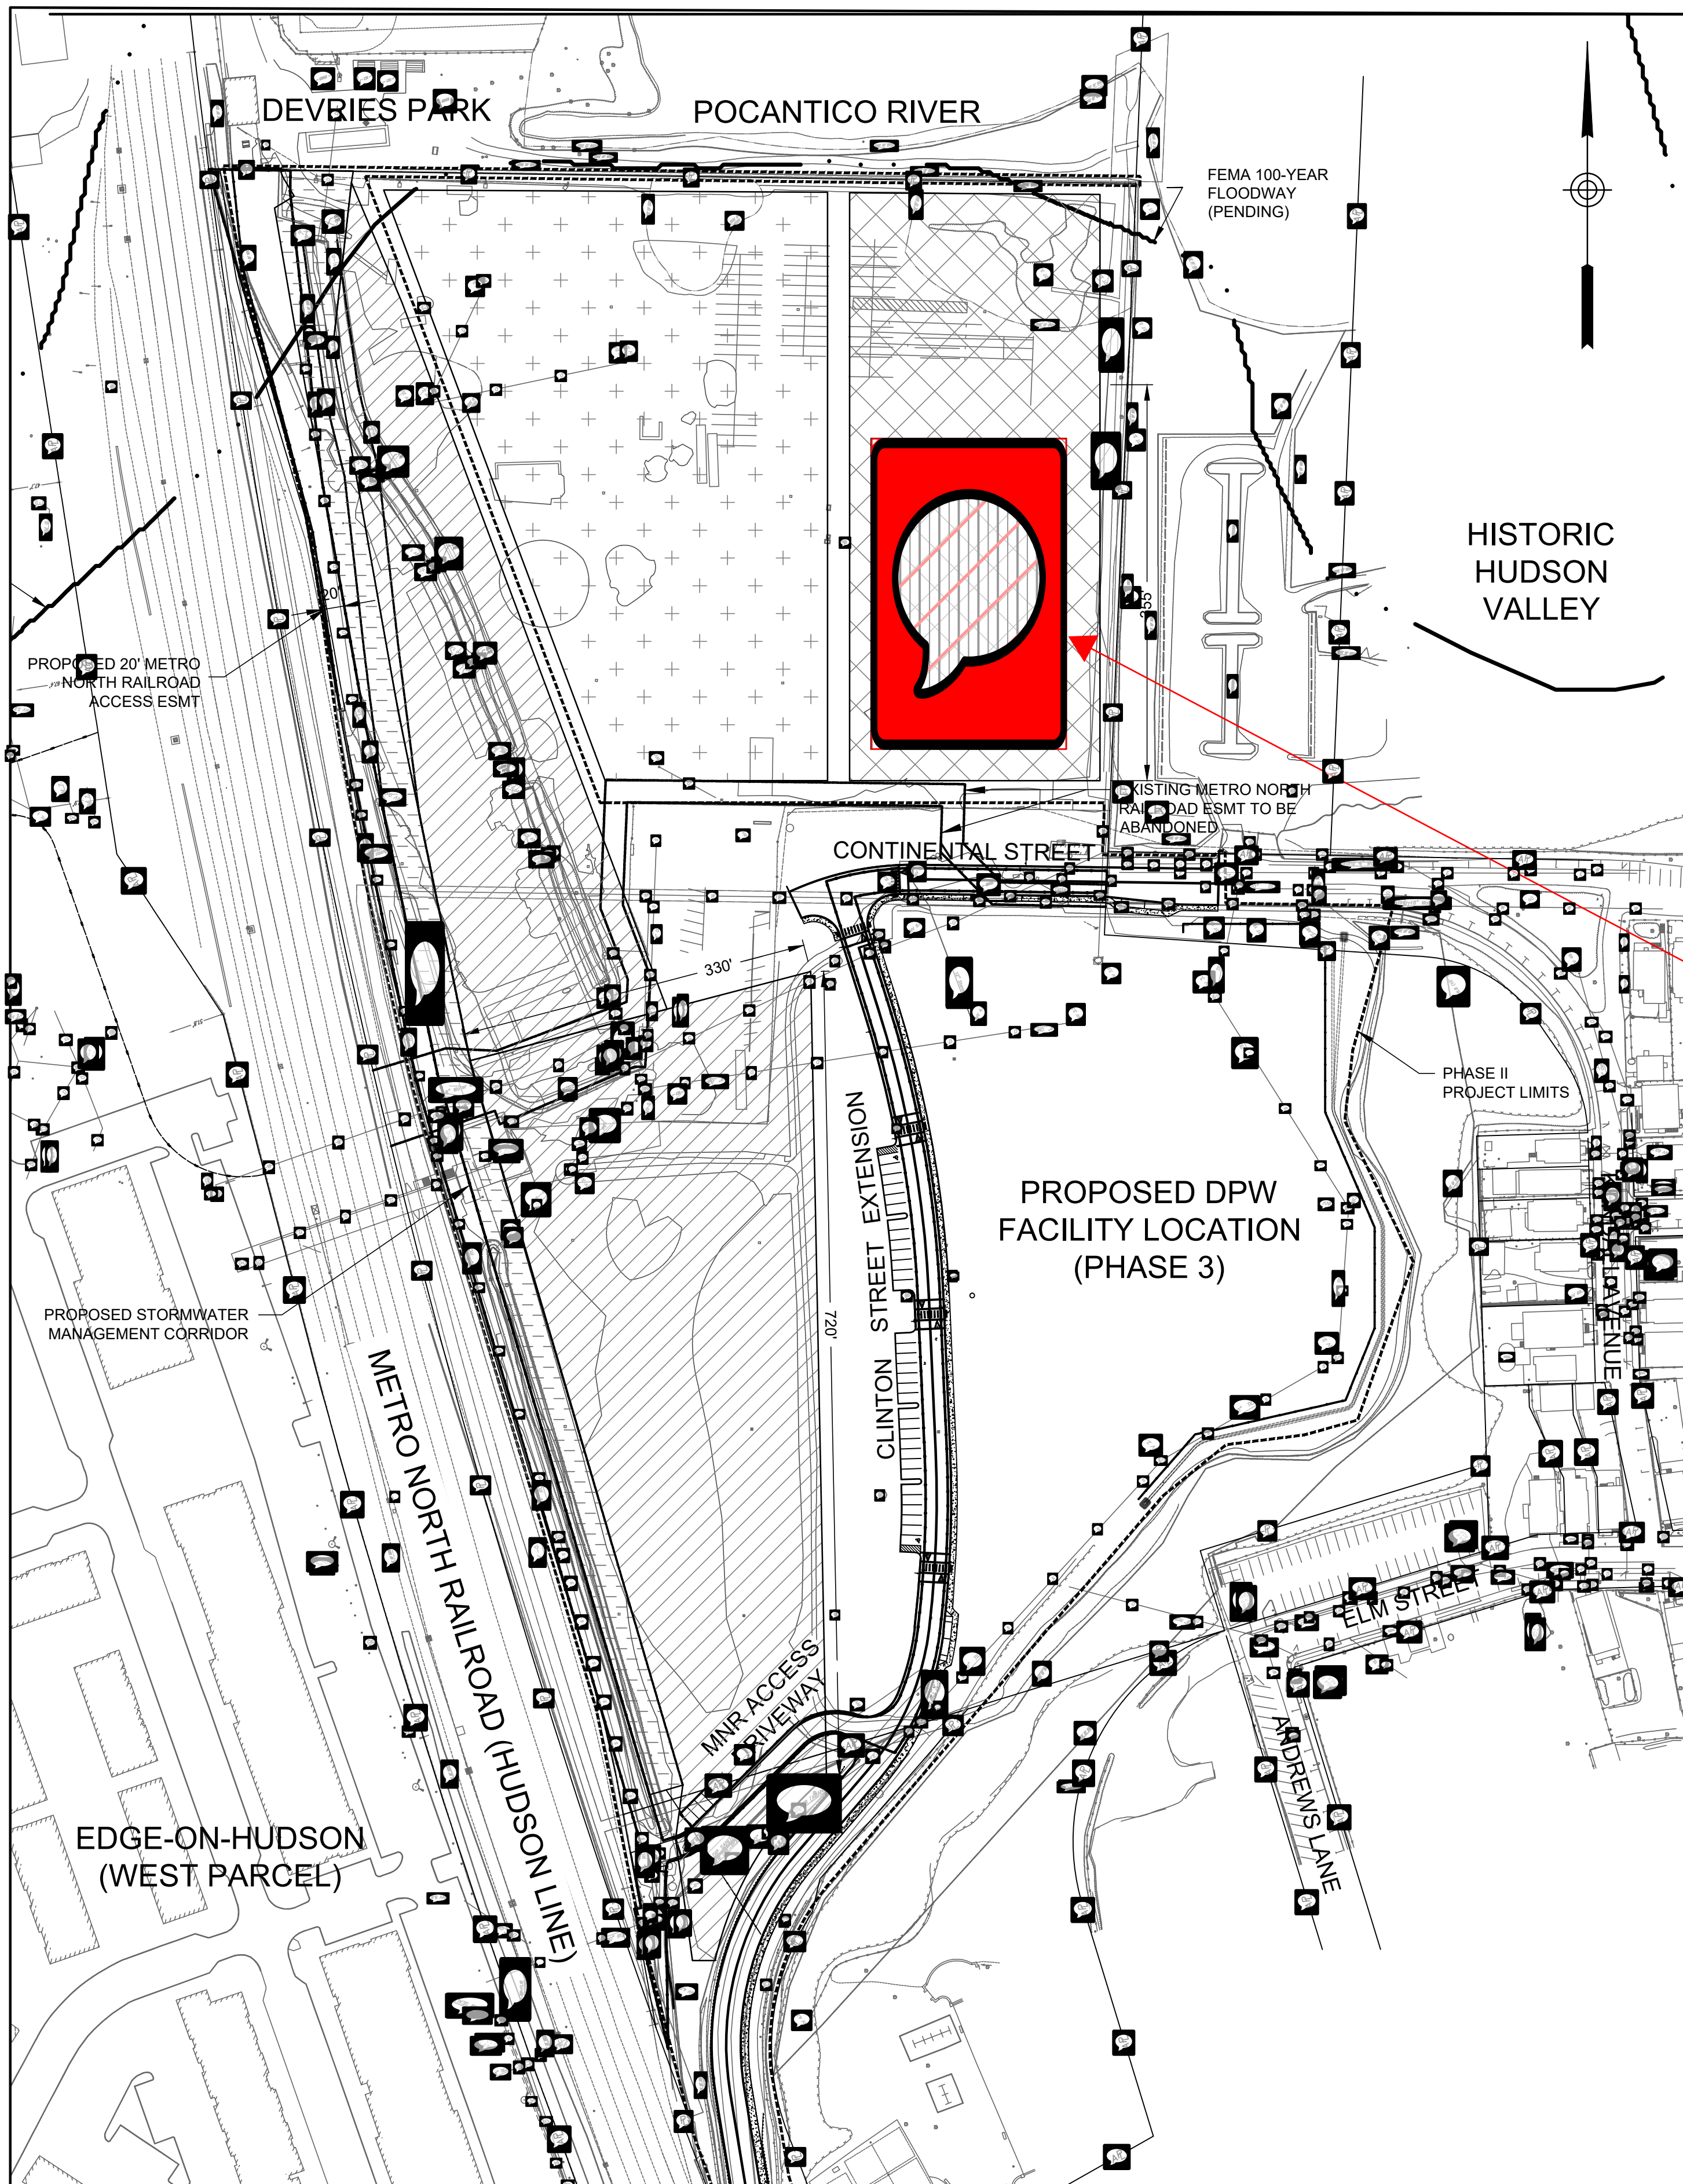 DEVRIES PARK
POCANTICO RIVER
FEMA 100-YEAR
FLOODWAY
(PENDING)
HISTORIC
HUDSON
VALLEY
20'
PROPOSED 20' METRO
NORTH RAILROAD
ACCESS ESMT
EXISTING METRO NORTH
RAILROAD ESMT TO BE
ABANDONED
CONTINENTAL STREET
330'
PHASE II
PROJECT LIMITS
CLINTON STREET EXTENSION
PROPOSED DPW
FACILITY LOCATION
(PHASE 3)
720'
PROPOSED STORMWATER
MANAGEMENT CORRIDOR
METRO NORTH RAILROAD (HUDSON LINE)
AVENUE
ELM STREET
MNR ACCESS
DRIVEWAY
ANDREWS LANE
EDGE-ON-HUDSON
(WEST PARCEL)